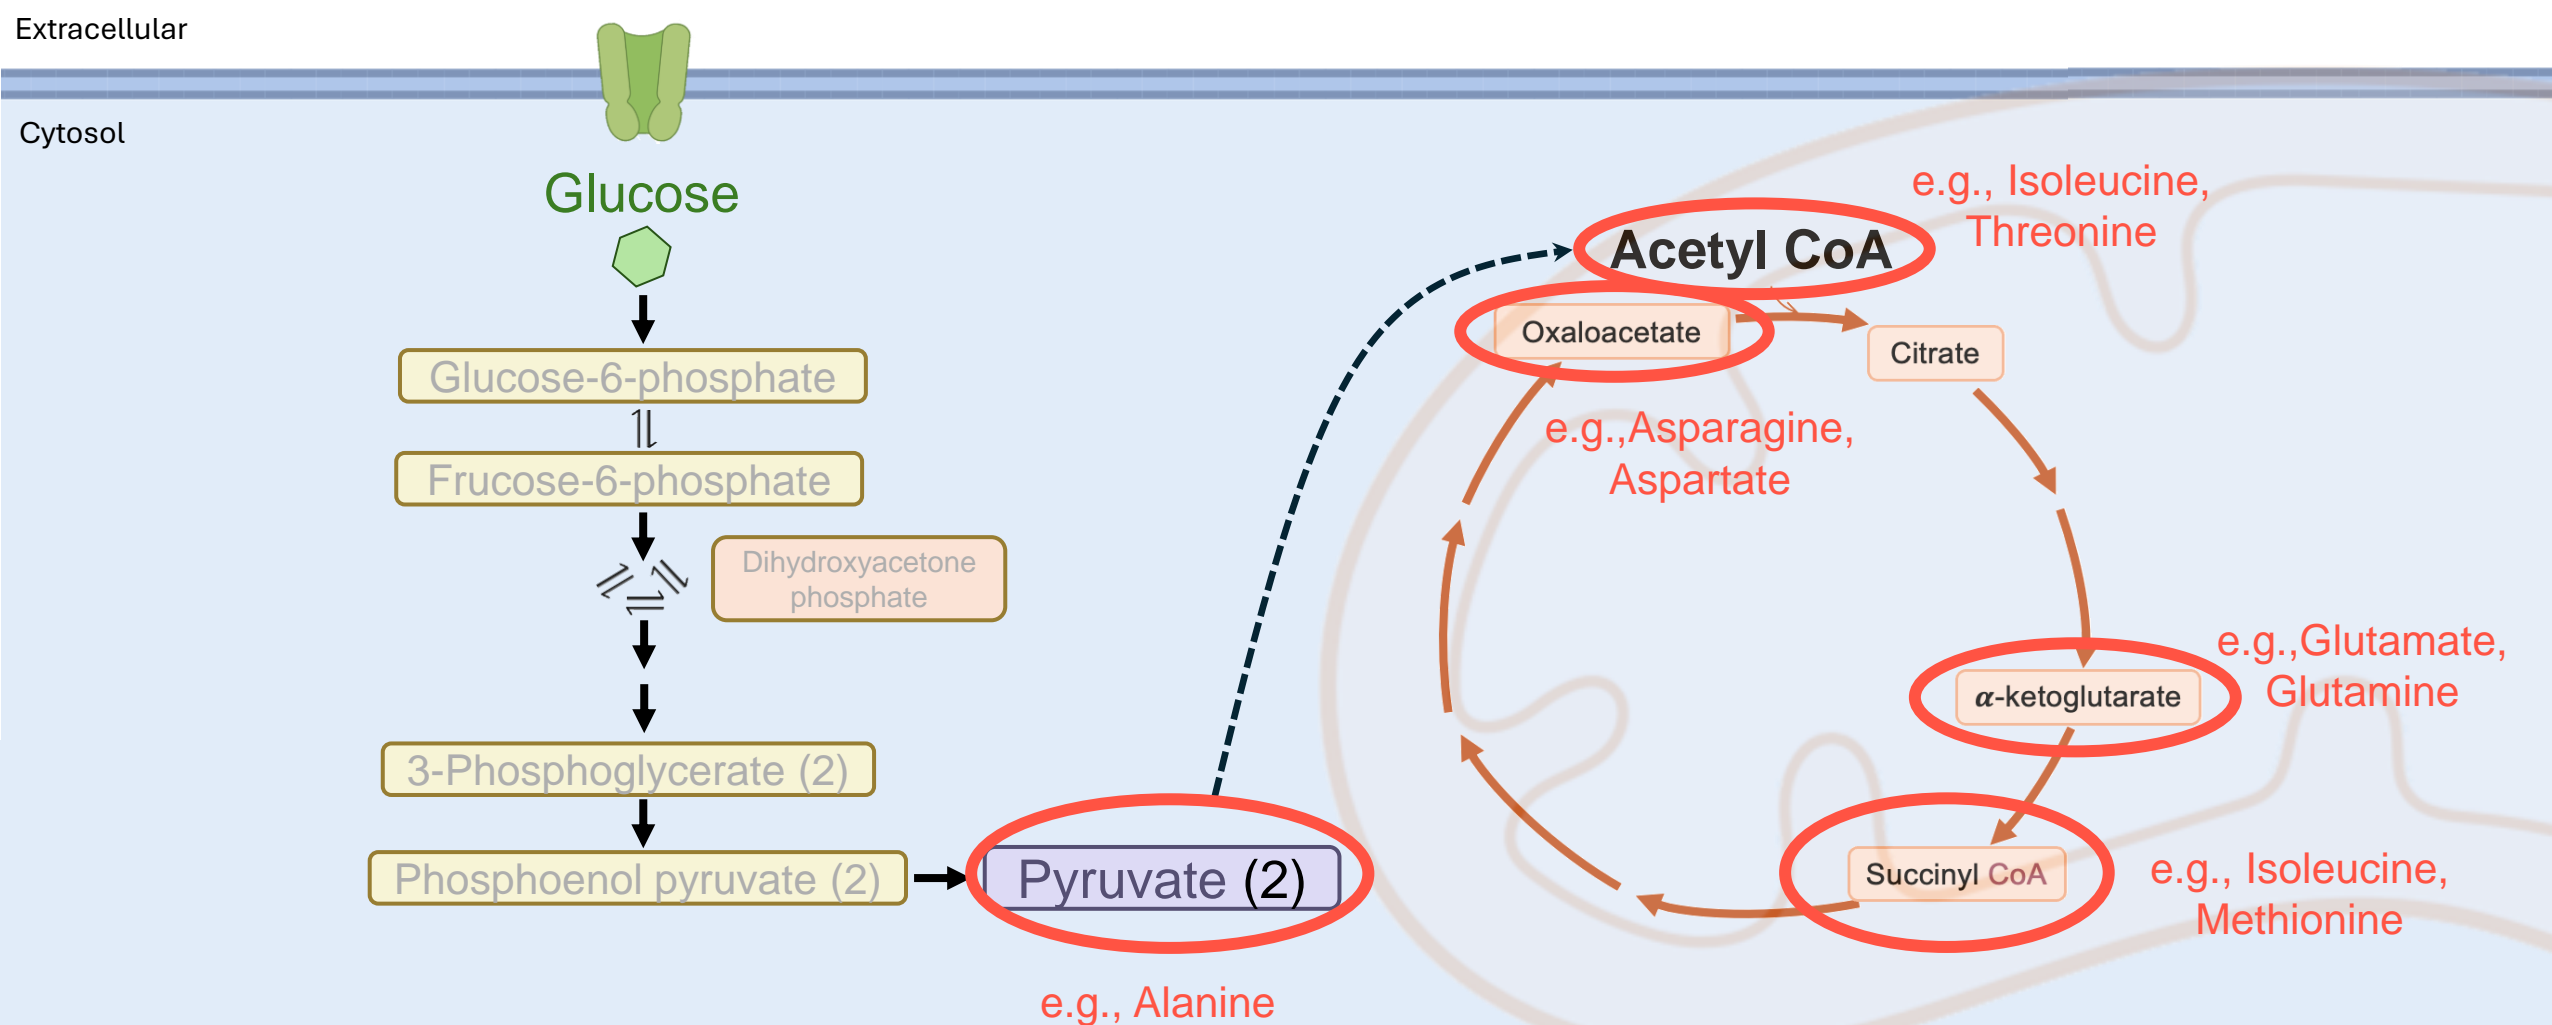 Extracellular
Cytosol
Glucose
Glucose-6-phosphate
Frucose-6-phosphate
Dihydroxyacetone
phosphate
3-Phosphoglycerate (2)
Phosphoenol pyruvate (2)
Pyruvate (2)
e.g., Alanine
Acetyl CoA
e.g., Isoleucine,
Threonine
Oxaloacetate
Citrate
e.g.,Asparagine,
Aspartate
α-ketoglutarate
e.g.,Glutamate,
Glutamine
Succinyl CoA
e.g., Isoleucine,
Methionine